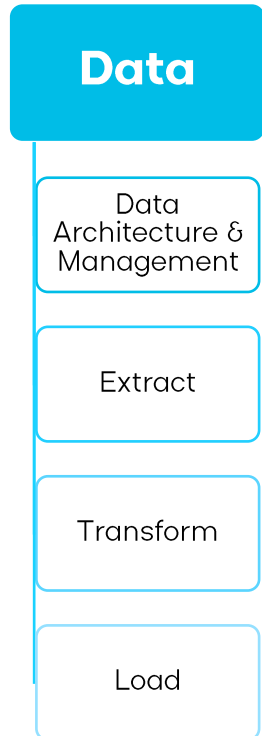 Data
Data
Architecture &
Management
Extract
Transform
Load